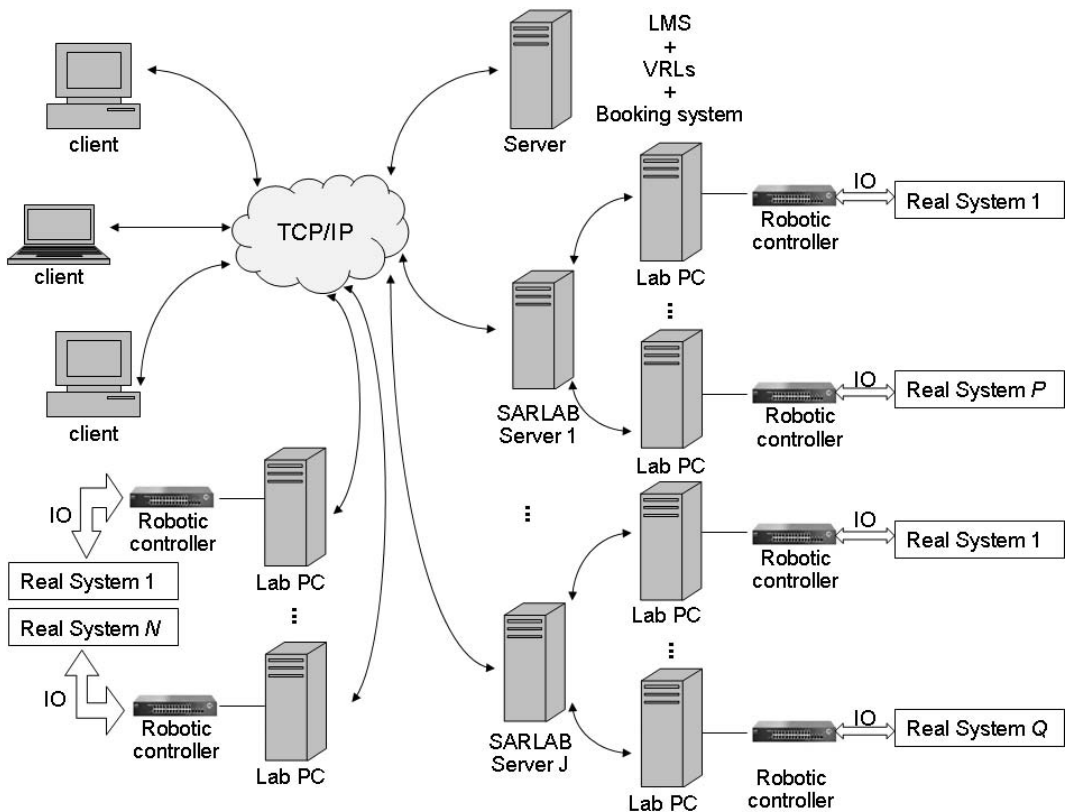 LMS
+
VRLs
+
Booking system
Server
client
client
client
TCP/IP
Lab PC
Robotic
controller
IO
Real System 1
SARLAB
Server 1
...
Lab PC
Robotic
controller
IO
Real System P
...
Lab PC
Robotic
controller
IO
Real System 1
SARLAB
Server J
...
Lab PC
Robotic
controller
IO
Real System Q
IO
Robotic
controller
Lab PC
Real System 1
...
Real System N
IO
Robotic
controller
Lab PC